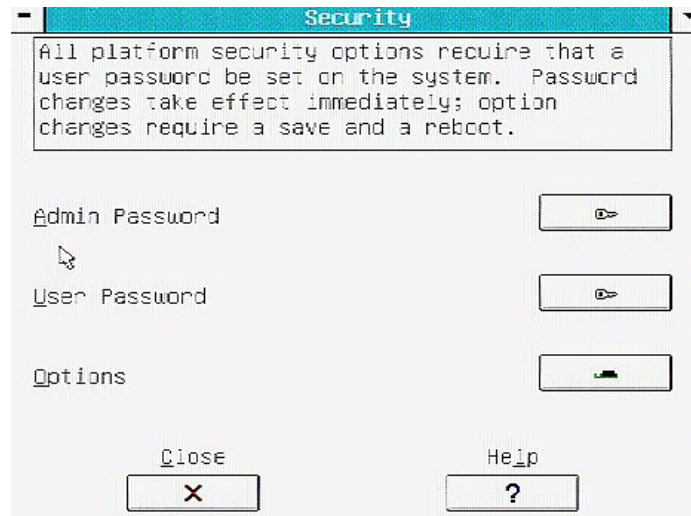 Security
All platform security options require that a
user password be set on the system. Password
changes take effect immediately; option
changes require a save and a reboot.
Admin Password
User Password
Options
Close
Help
X
?